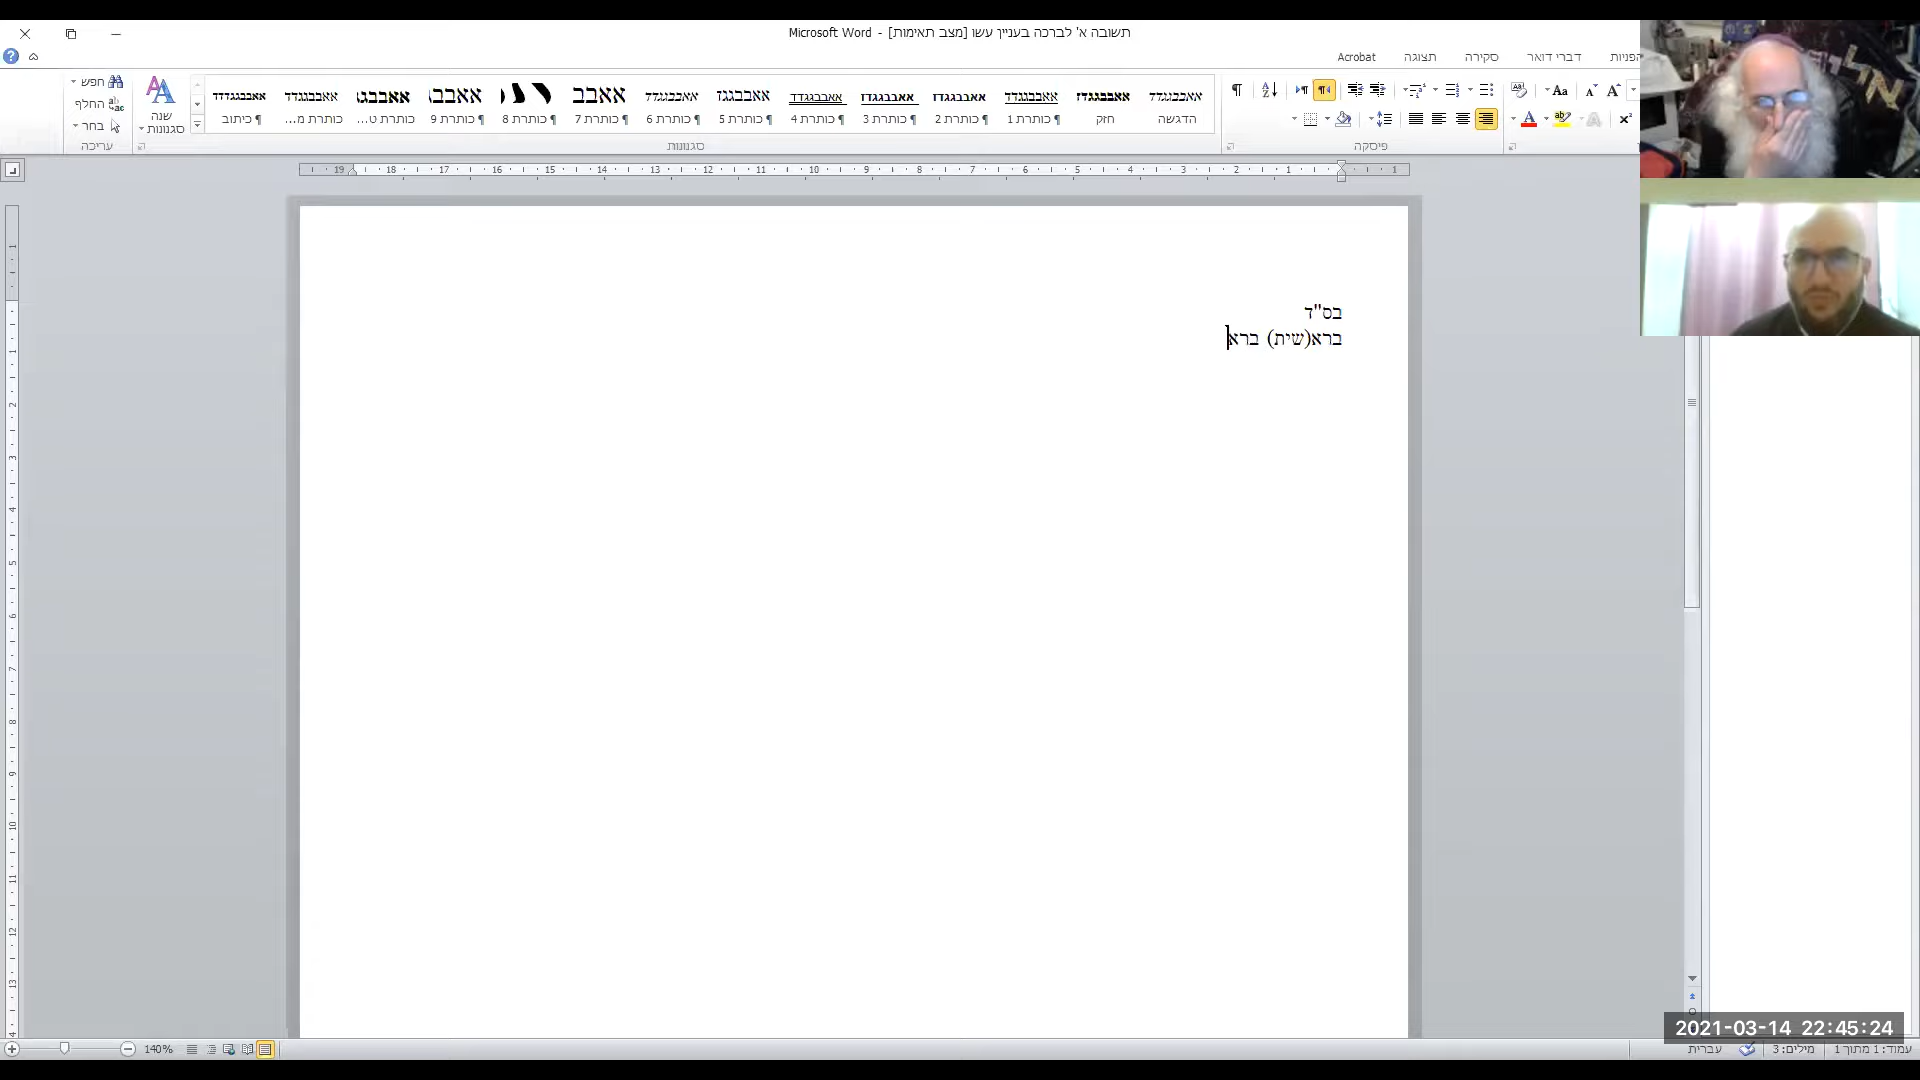 תשובה א' לברכה בעניין עשו [מצב תאימות] - Microsoft Word
הפניות
דברי דואר
סקירה
תצוגה
Acrobat
הדגשה
חזק
כותרת 1
כותרת 2
כותרת 3
כותרת 4
כותרת 5
כותרת 6
כותרת 7
כותרת 8
כותרת 9
כותרת ט...
כותרת מ...
כיתוב
שנה סגנונות
חפש
החלף
בחר
פיסקה
סגנונות
עריכה
בס"ד
ברא(שית) ברא
2021-03-14 22:45:24
עמוד: 1 מתוך 1
מילים: 3
עברית
140%